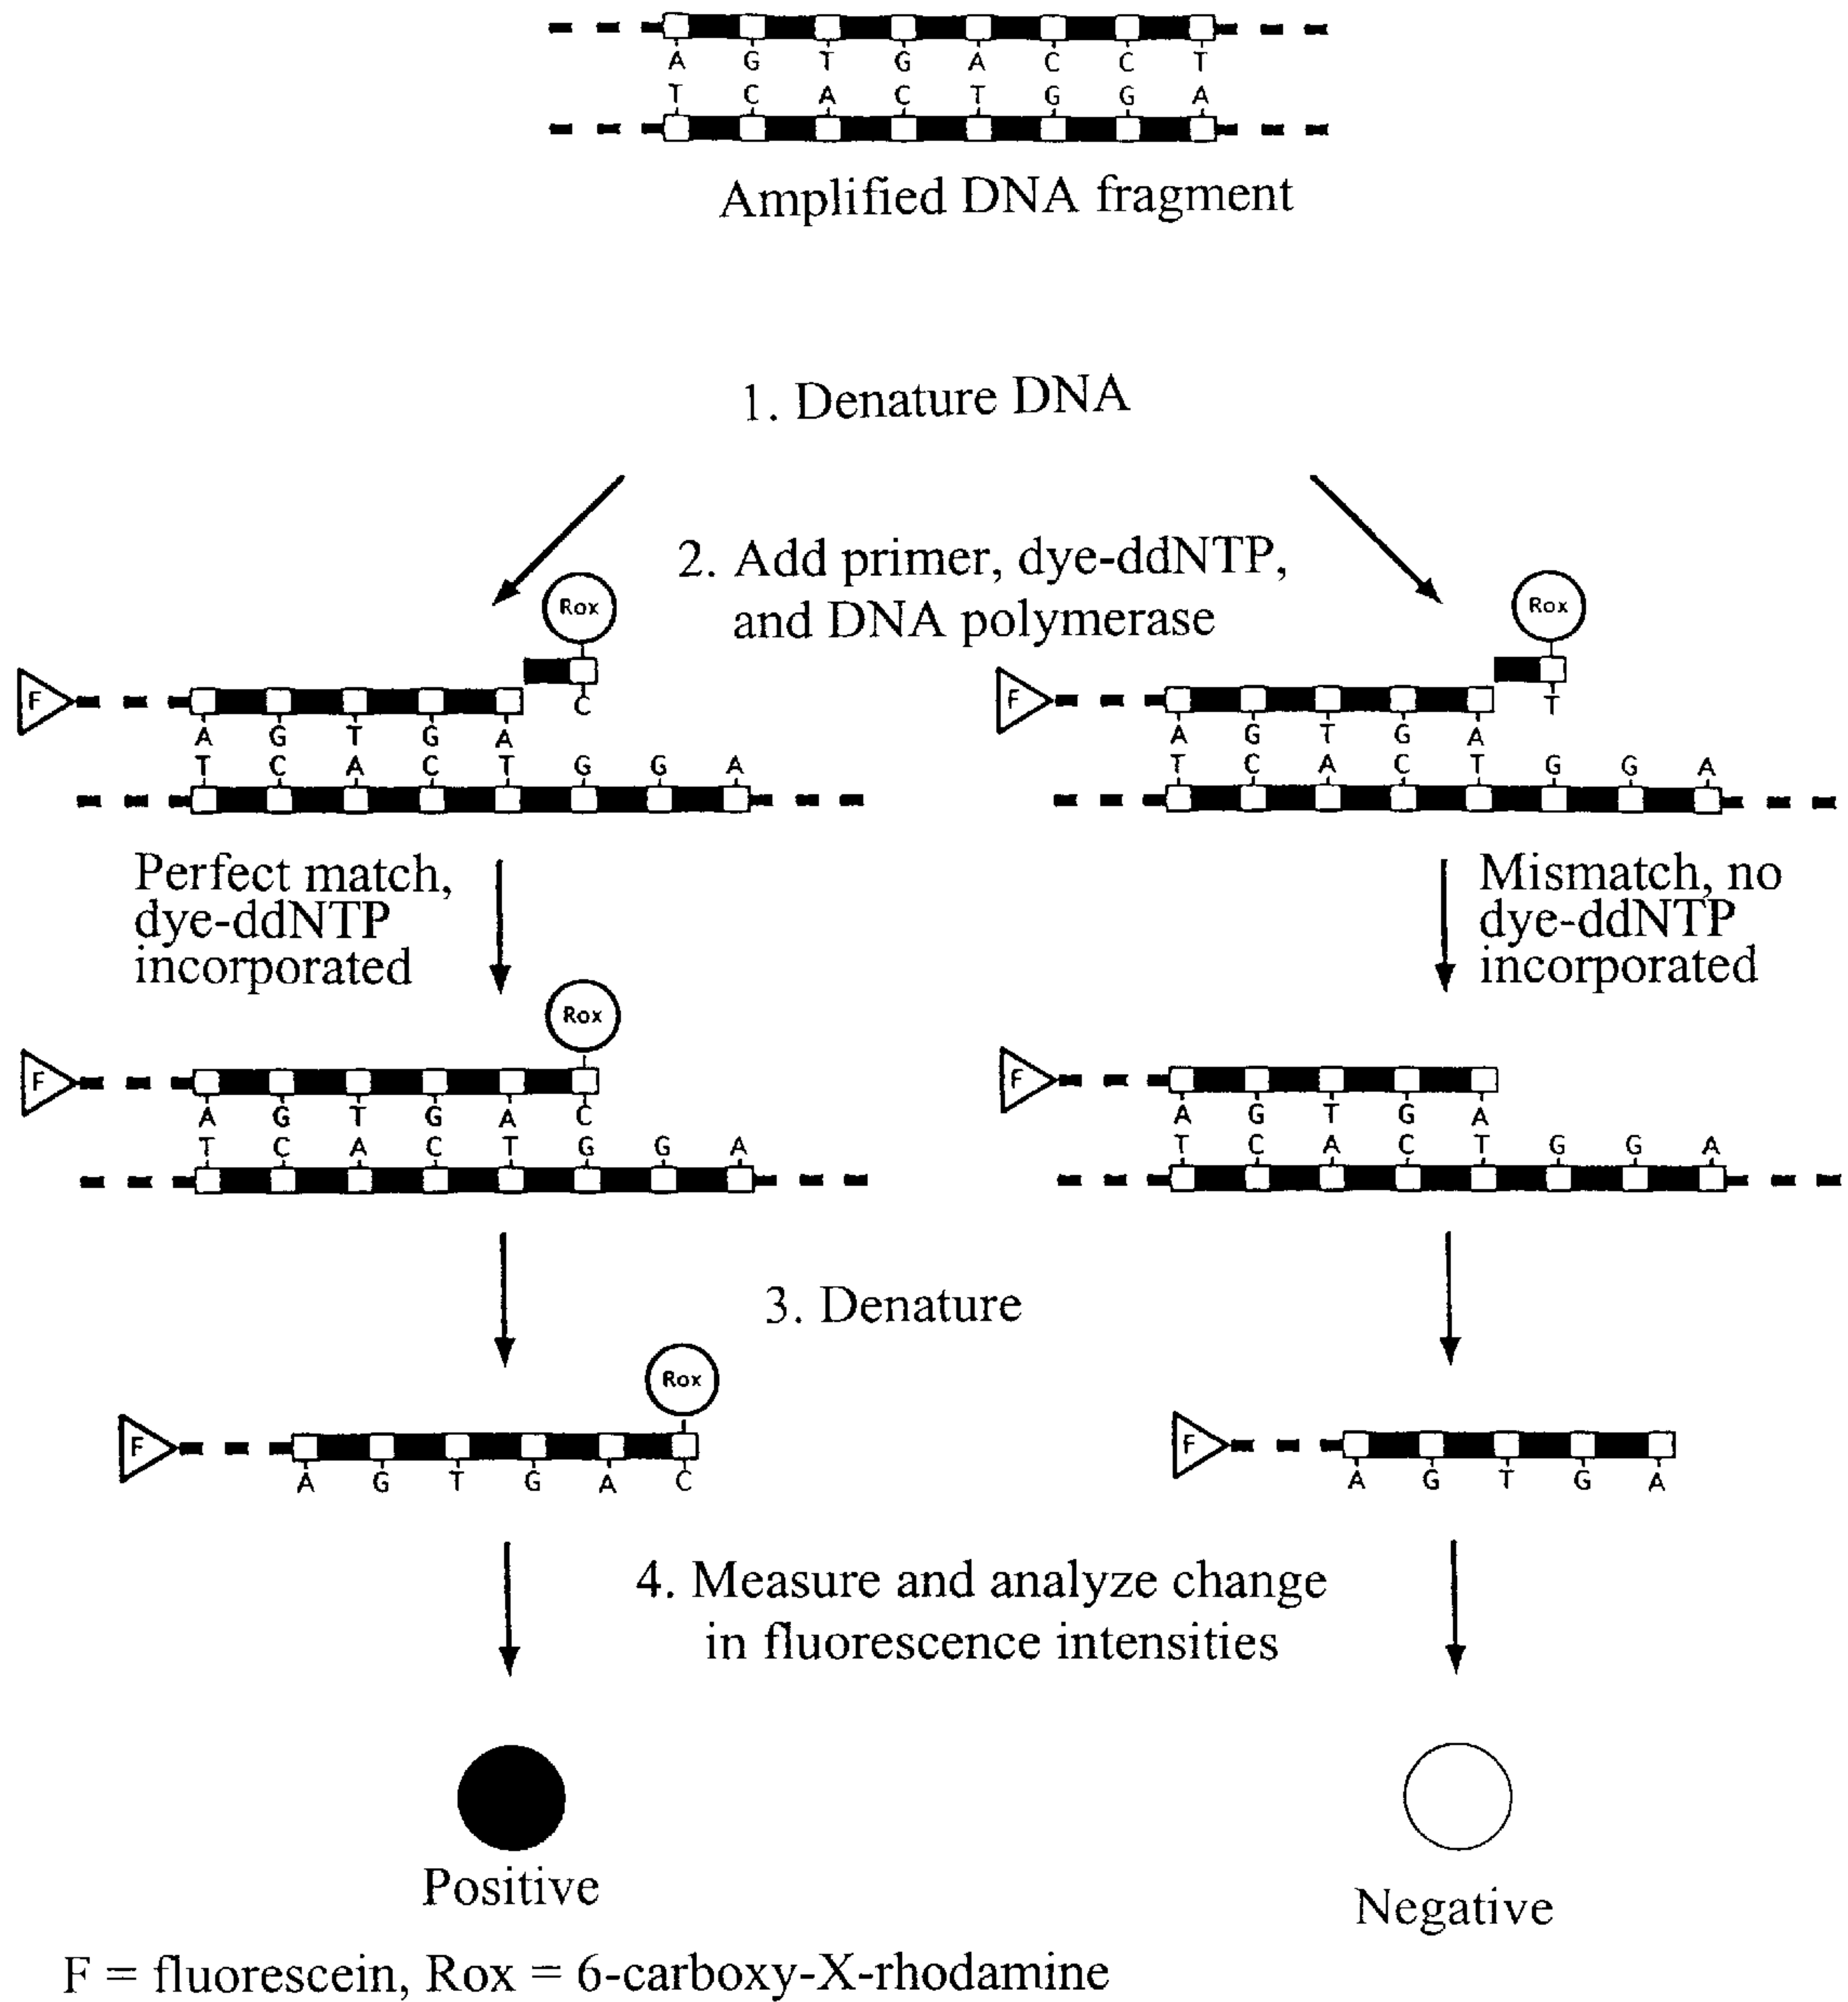 A G T G A C C T
T C A C T G G A
Amplified DNA fragment
1. Denature DNA
2. Add primer, dye-ddNTP,
and DNA polymerase
Rox
Rox
F
C
F
T
A G T G A
A G T G A
T C A C T G G A
T C A C T G G A
Perfect match,
dye-ddNTP
incorporated
Mismatch, no
dye-ddNTP
incorporated
Rox
F
F
A G T G A C
A G T G A
T C A C T G G A
T C A C T G G A
3. Denature
Rox
F
F
A G T G A C
A G T G A
4. Measure and analyze change
in fluorescence intensities
Positive
Negative
F = fluorescein, Rox = 6-carboxy-X-rhodamine